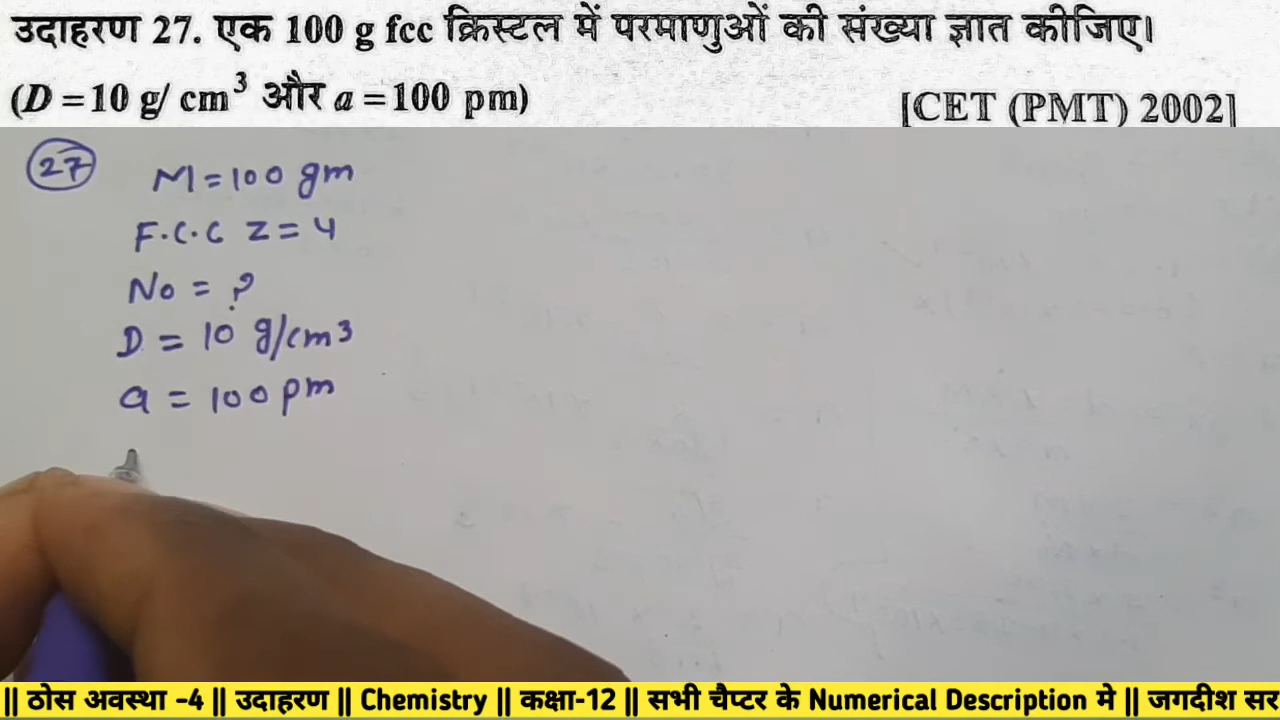 उदाहरण 27. एक 100 g fcc क्रिस्टल में परमाणुओं की संख्या ज्ञात कीजिए।
(D = 10 g/ cm³ और a = 100 pm)
[CET (PMT) 2002]
27
M = 100 gm
F.C.C Z = 4
No = ?
D = 10 g/cm³
a = 100 pm
|| ठोस अवस्था -4 || उदाहरण || Chemistry || कक्षा-12 || सभी चैप्टर के Numerical Description मे || जगदीश सर